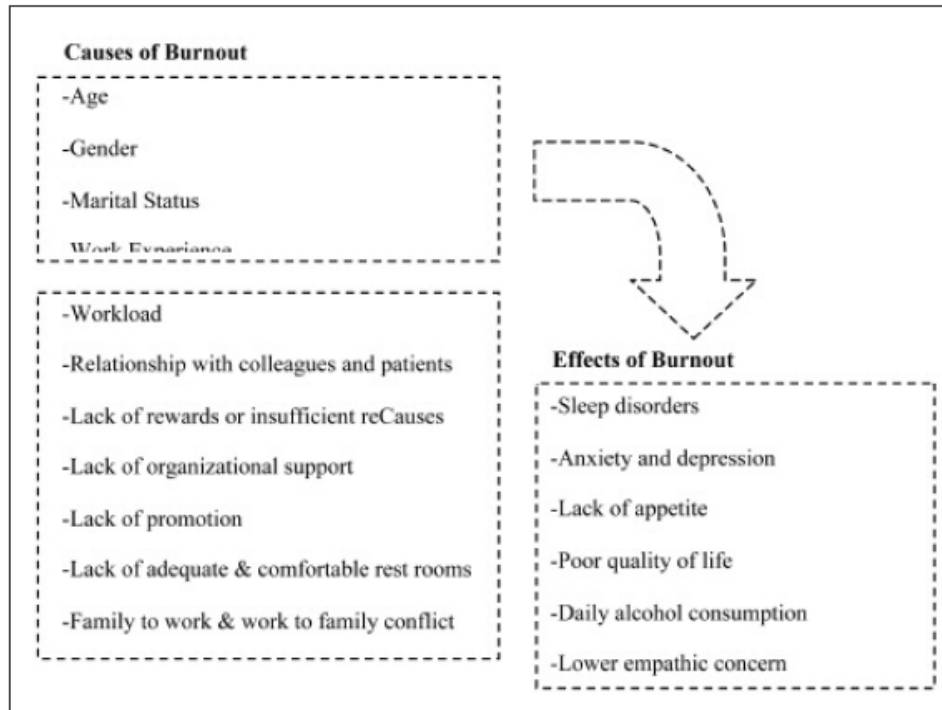 Causes of Burnout
-Age
-Gender
-Marital Status
-Work Experience
-Workload
-Relationship with colleagues and patients
-Lack of rewards or insufficient reCauses
-Lack of organizational support
-Lack of promotion
-Lack of adequate & comfortable rest rooms
-Family to work & work to family conflict
Effects of Burnout
-Sleep disorders
-Anxiety and depression
-Lack of appetite
-Poor quality of life
-Daily alcohol consumption
-Lower empathic concern